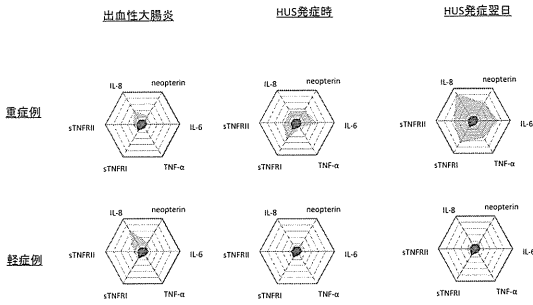 出血性大腸炎
HUS発症時
HUS発症翌日
重症例
IL-8
neopterin
sTNFRII
IL-6
sTNFRI
TNF-α
IL-8
neopterin
sTNFRII
IL-6
sTNFRI
TNF-α
IL-8
neopterin
sTNFRII
IL-6
sTNFRI
TNF-α
軽症例
IL-8
neopterin
sTNFRII
IL-6
sTNFRI
TNF-α
IL-8
neopterin
sTNFRII
IL-6
sTNFRI
TNF-α
IL-8
neopterin
sTNFRII
IL-6
sTNFRI
TNF-α